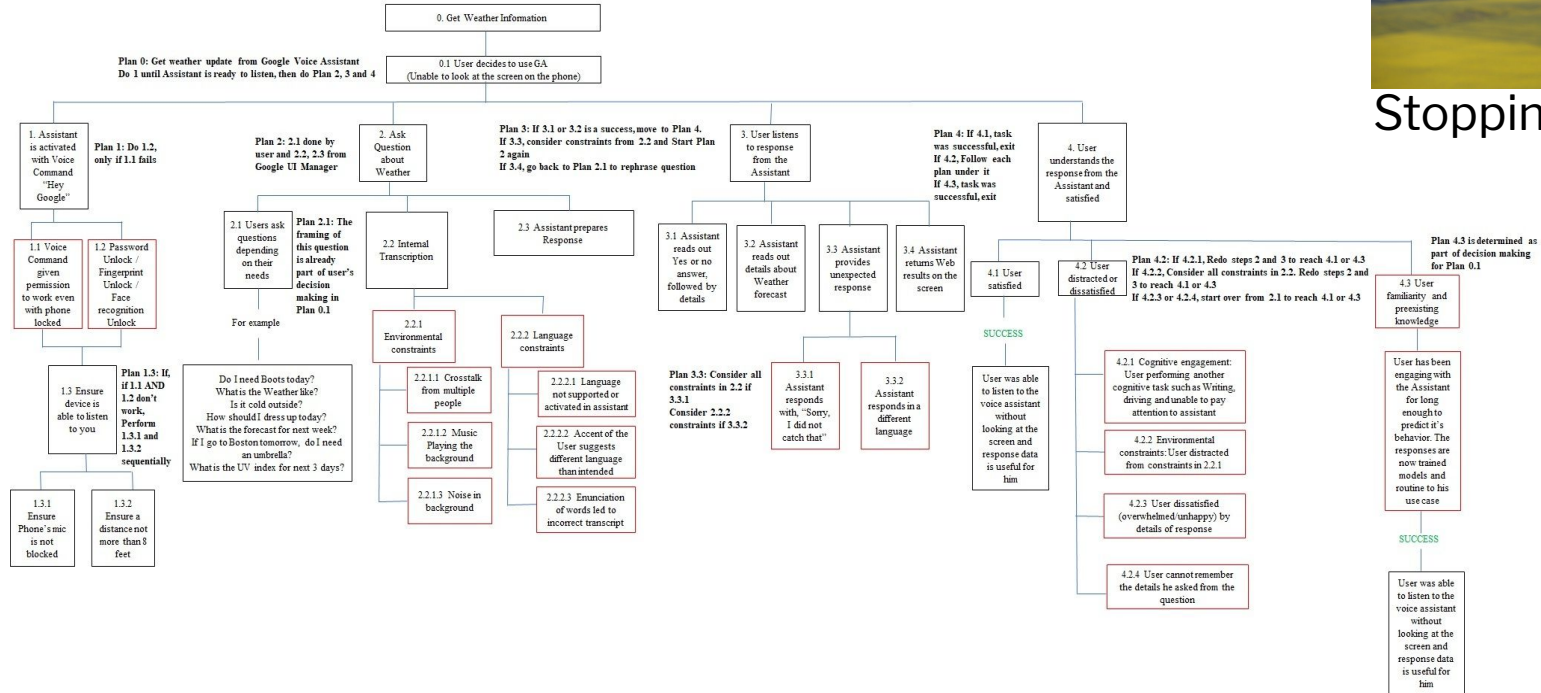 0. Get Weather Information
Plan 0: Get weather update from Google Voice Assistant
Do 1 until Assistant is ready to listen, then do Plan 2, 3 and 4
0.1 User decides to use GA
(Unable to look at the screen on the phone)
Stoppin
1. Assistant
is activated
with Voice
Command
"Hey
Google"
Plan 1: Do 1.2,
only if 1.1 fails
Plan 2: 2.1 done by
user and 2.2, 2.3 from
Google UI Manager
2. Ask
Question
about
Weather
Plan 3: If 3.1 or 3.2 is a success, move to Plan 4.
If 3.3, consider constraints from 2.2 and Start Plan
2 again
If 3.4, go back to Plan 2.1 to rephrase question
3. User listens
to response
from the
Assistant
Plan 4: If 4.1, task
was successful, exit
If 4.2, Follow each
plan under it
If 4.3, task was
successful, exit
4. User
understands the
response from the
Assistant and
satisfied
1.1 Voice
Command
given
permission
to work even
with phone
locked
1.2 Password
Unlock /
Fingerprint
Unlock /
Face
recognition
Unlock
1.3 Ensure
device is
able to listen
to you
Plan 1.3: If,
if 1.1 AND
1.2 don't
work,
Perform
1.3.1 and
1.3.2
sequentially
1.3.1
Ensure
Phone's mic
is not
blocked
1.3.2
Ensure a
distance not
more than 8
feet
2.1 Users ask
questions
depending
on their
needs
Plan 2.1: The
framing of
this question
is already
part of user's
decision
making in
Plan 0.1
For example
Do I need Boots today?
What is the Weather like?
Is it cold outside?
How should I dress up today?
What is the forecast for next week?
If I go to Boston tomorrow, do I need
an umbrella?
What is the UV index for next 3 days?
2.2 Internal
Transcription
2.3 Assistant prepares
Response
2.2.1
Environmental
constraints
2.2.1.1 Crosstalk
from multiple
people
2.2.1.2 Music
Playing the
background
2.2.1.3 Noise in
background
2.2.2 Language
constraints
2.2.2.1 Language
not supported or
activated in assistant
2.2.2.2 Accent of the
User suggests
different language
than intended
2.2.2.3 Enunciation
of words led to
incorrect transcript
3.1 Assistant
reads out
Yes or no
answer,
followed by
details
3.2 Assistant
reads out
details about
Weather
forecast
3.3 Assistant
provides
unexpected
response
3.4 Assistant
returns Web
results on the
screen
Plan 3.3: Consider all
constraints in 2.2 if
3.3.1
Consider 2.2.2
constraints if 3.3.2
3.3.1
Assistant
responds
with, "Sorry,
I did not
catch that"
3.3.2
Assistant
responds in a
different
language
4.1 User
satisfied
SUCCESS
User was able
to listen to the
voice assistant
without
looking at the
screen and
response data
is useful for
him
4.2 User
distracted or
dissatisfied
Plan 4.2: If 4.2.1, Redo steps 2 and 3 to reach 4.1 or 4.3
If 4.2.2, Consider all constraints in 2.2. Redo steps 2 and
3 to reach 4.1 or 4.3
If 4.2.3 or 4.2.4, start over from 2.1 to reach 4.1 or 4.3
4.2.1 Cognitive engagement:
User performing another
cognitive task such as Writing,
driving and unable to pay
attention to assistant
4.2.2 Environmental
constraints: User distracted
from constraints in 2.2.1
4.2.3 User dissatisfied
(overwhelmed/unhappy) by
details of response
4.2.4 User cannot remember
the details he asked from the
question
Plan 4.3 is determined as
part of decision making
for Plan 0.1
4.3 User
familiarity and
preexisting
knowledge
User has been
engaging with
the Assistant
for long
enough to
predict it's
behavior. The
responses are
now trained
models and
routine to his
use case
SUCCESS
User was able
to listen to the
voice assistant
without
looking at the
screen and
response data
is useful for
him